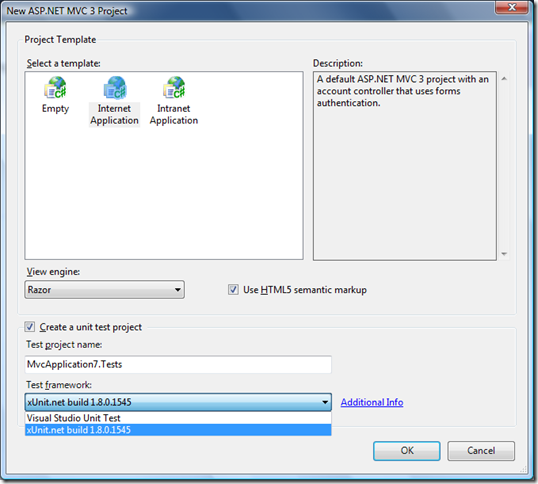 New ASP.NET MVC 3 Project
Project Template
Select a template:
Description:
Empty
Internet
Application
Intranet
Application
A default ASP.NET MVC 3 project with an
account controller that uses forms
authentication.
View engine:
Razor
Use HTML5 semantic markup
Create a unit test project
Test project name:
MvcApplication7.Tests
Test framework:
xUnit.net build 1.8.0.1545
Additional Info
Visual Studio Unit Test
xUnit.net build 1.8.0.1545
OK
Cancel